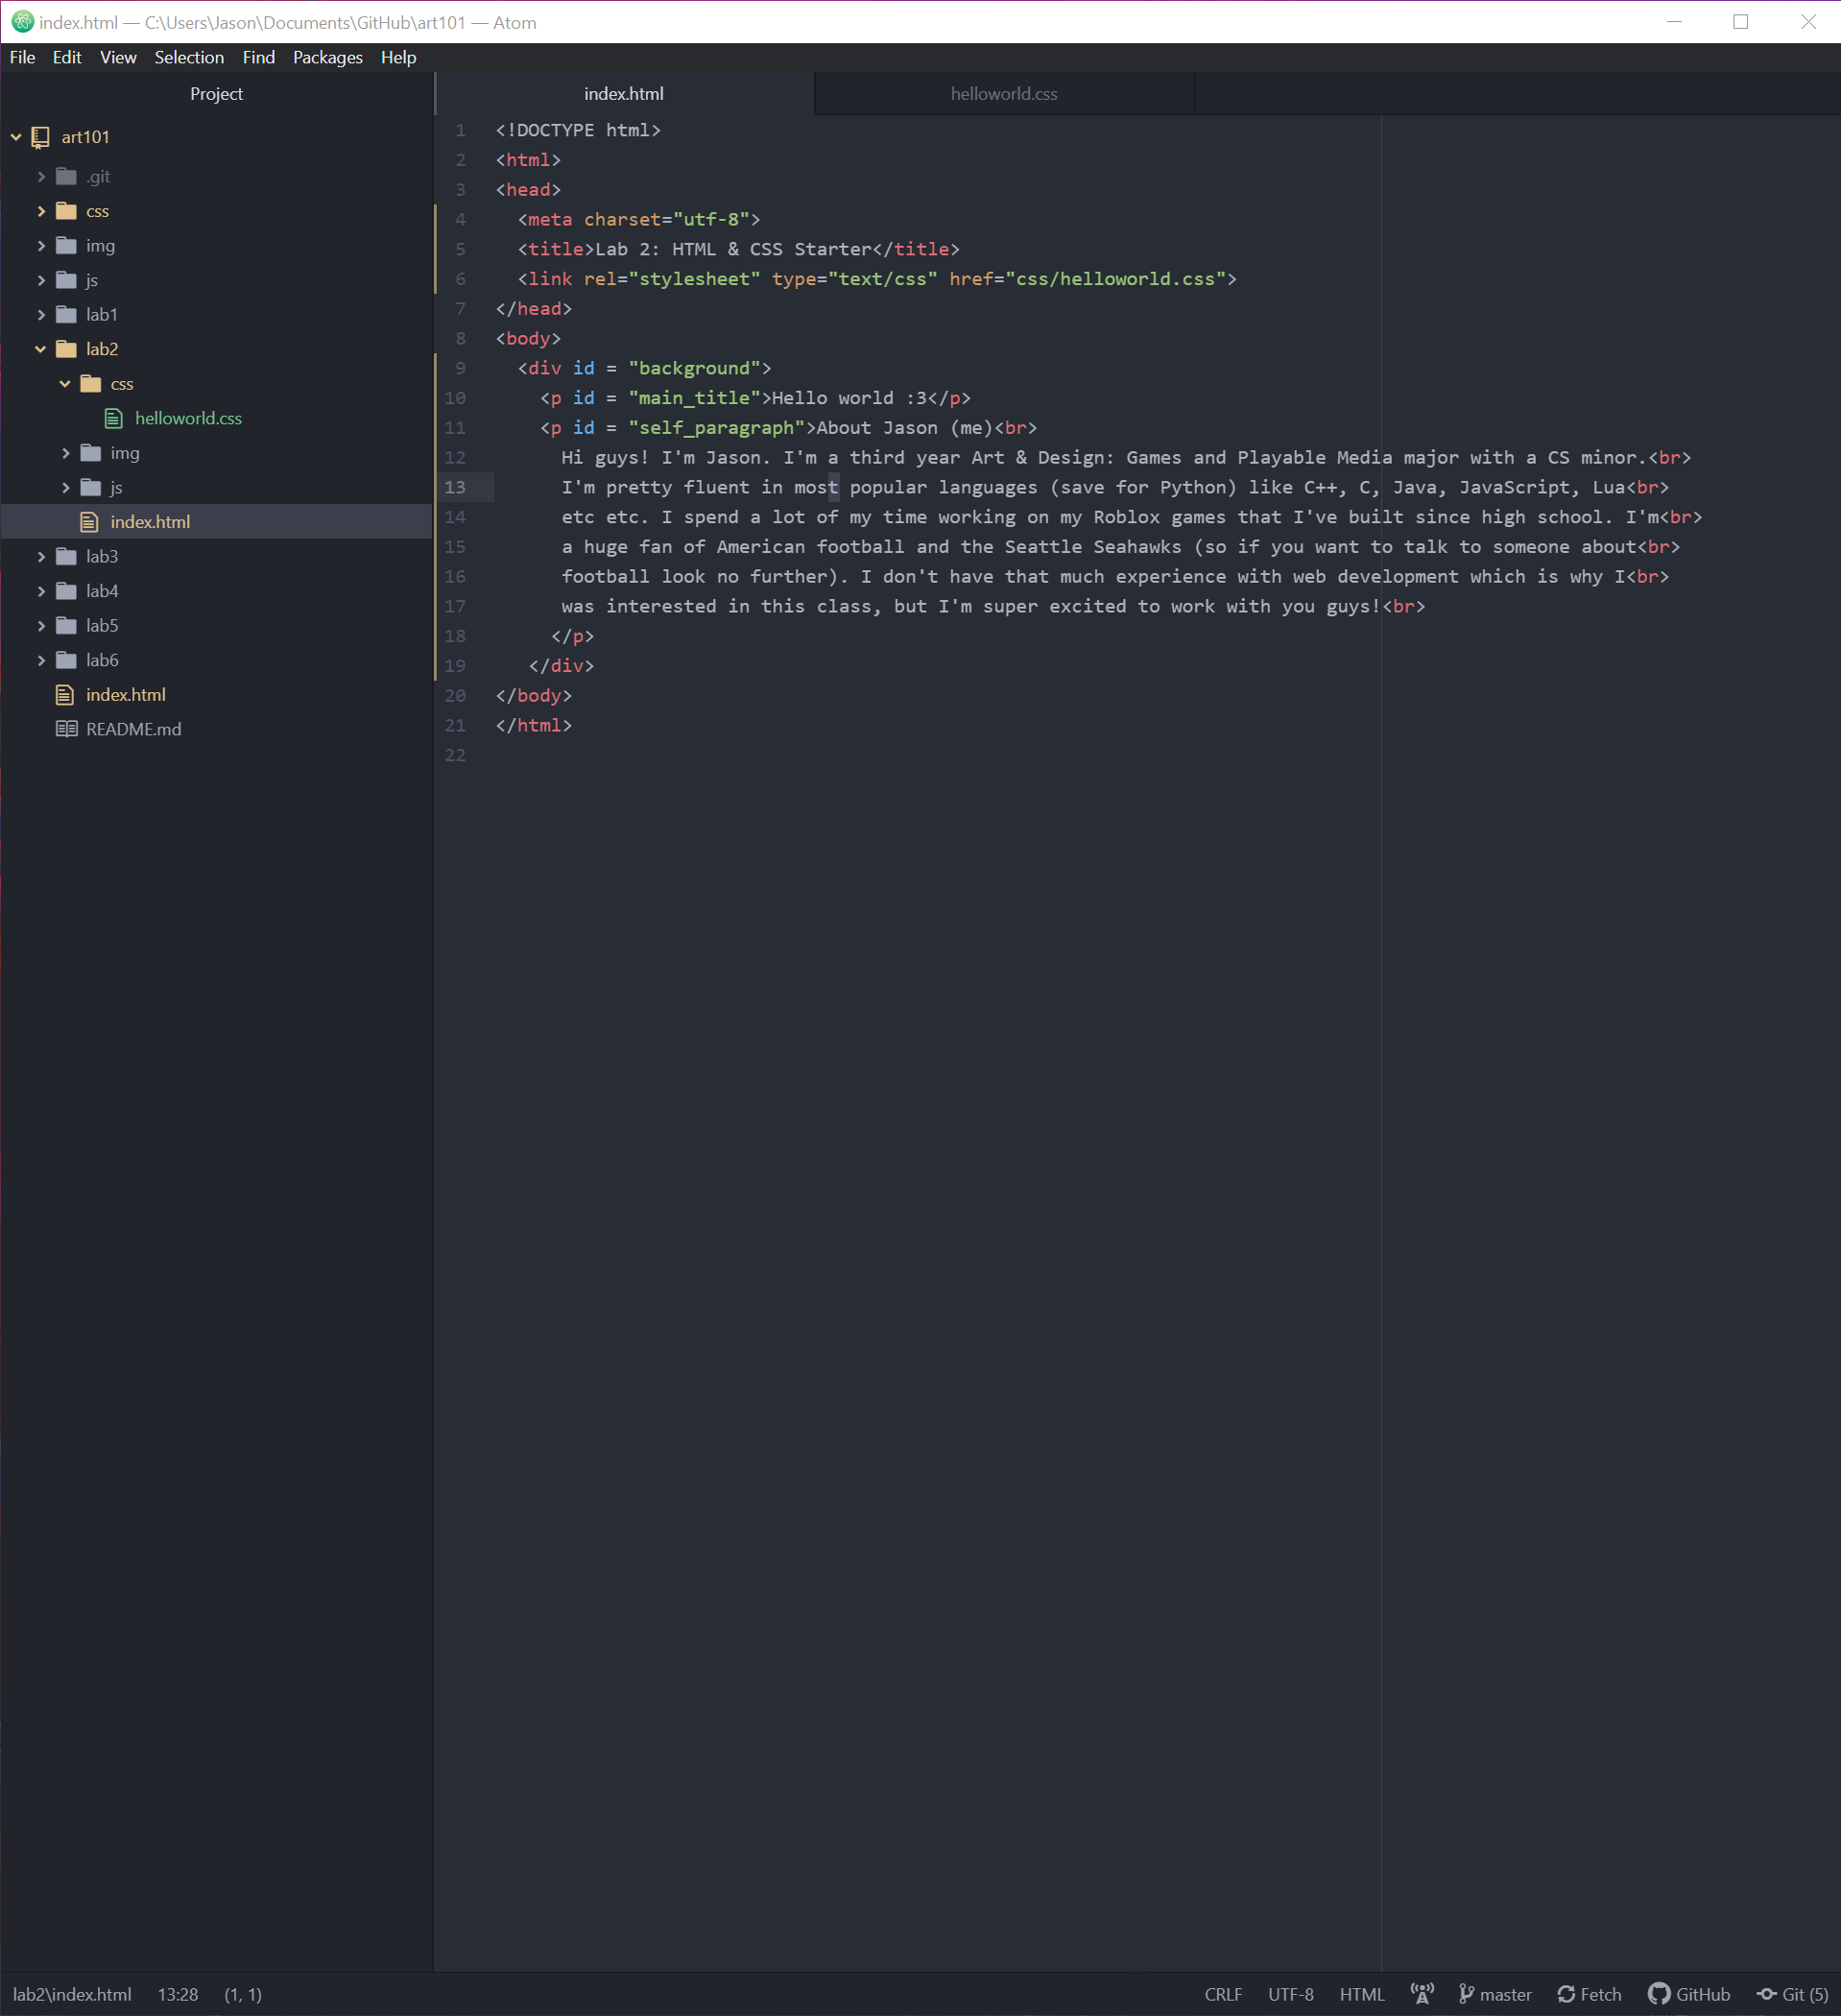 index.html — C:\Users\Jason\Documents\GitHub\art101 — Atom
File Edit View Selection Find Packages Help
Project
art101
.git
css
img
js
lab1
lab2
css
helloworld.css
img
js
index.html
lab3
lab4
lab5
lab6
index.html
README.md
index.html helloworld.css
1 <!DOCTYPE html>
2 <html>
3 <head>
4   <meta charset="utf-8">
5   <title>Lab 2: HTML & CSS Starter</title>
6   <link rel="stylesheet" type="text/css" href="css/helloworld.css">
7 </head>
8 <body>
9   <div id = "background">
10     <p id = "main_title">Hello world :3</p>
11     <p id = "self_paragraph">About Jason (me)<br>
12       Hi guys! I'm Jason. I'm a third year Art & Design: Games and Playable Media major with a CS minor.<br>
13       I'm pretty fluent in most popular languages (save for Python) like C++, C, Java, JavaScript, Lua<br>
14       etc etc. I spend a lot of my time working on my Roblox games that I've built since high school. I'm<br>
15       a huge fan of American football and the Seattle Seahawks (so if you want to talk to someone about<br>
16       football look no further). I don't have that much experience with web development which is why I<br>
17       was interested in this class, but I'm super excited to work with you guys!<br>
18      </p>
19    </div>
20 </body>
21 </html>
22
lab2\index.html 13:28 (1, 1) CRLF UTF-8 HTML master Fetch GitHub Git (5)